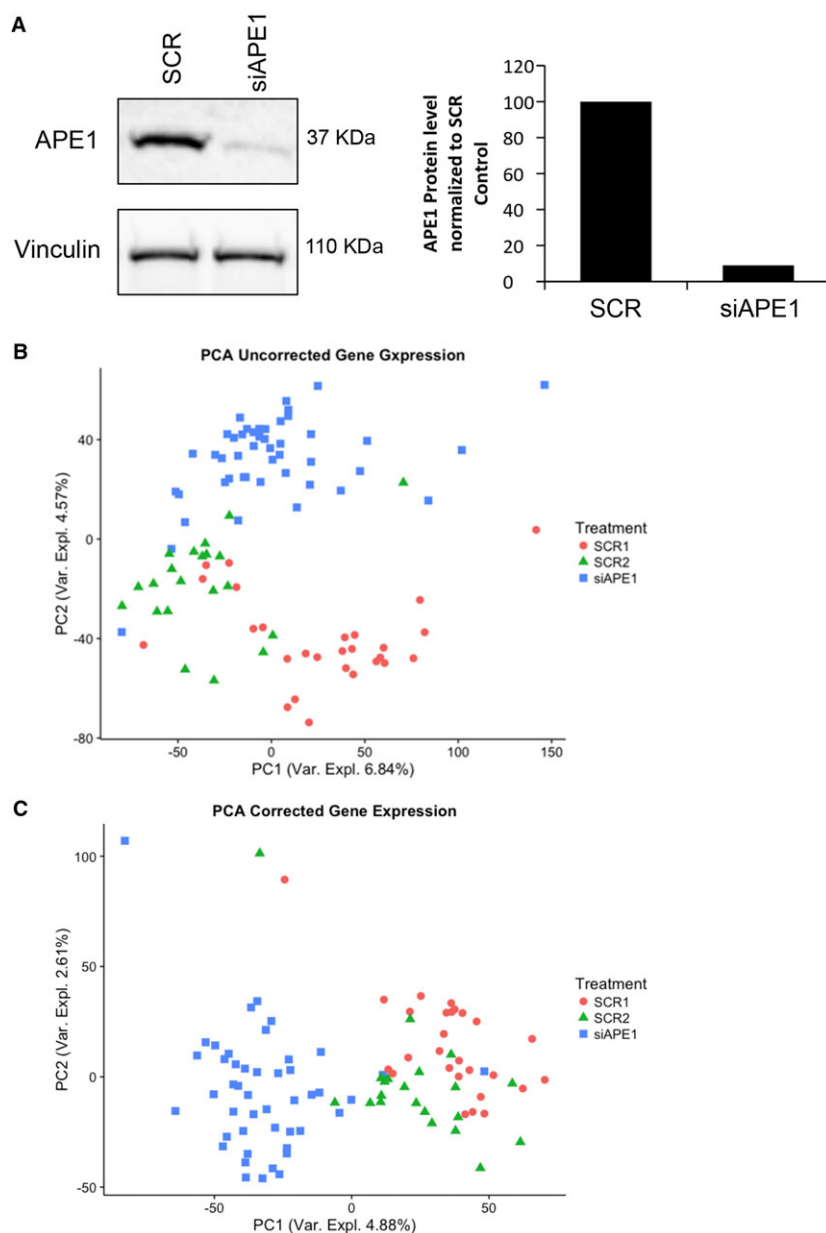 A
SCR
siAPE1
APE1
37 KDa
Vinculin
110 KDa
APE1 Protein level
normalized to SCR
Control
120
100
80
60
40
20
0
SCR
siAPE1
B
PCA Uncorrected Gene Gxpression
PC2 (Var. Expl. 4.57%)
40
0
-40
-80
-50
0
50
100
150
PC1 (Var. Expl. 6.84%)
Treatment
SCR1
SCR2
siAPE1
C
PCA Corrected Gene Expression
PC2 (Var. Expl. 2.61%)
100
50
0
-50
-50
0
50
PC1 (Var. Expl. 4.88%)
Treatment
SCR1
SCR2
siAPE1